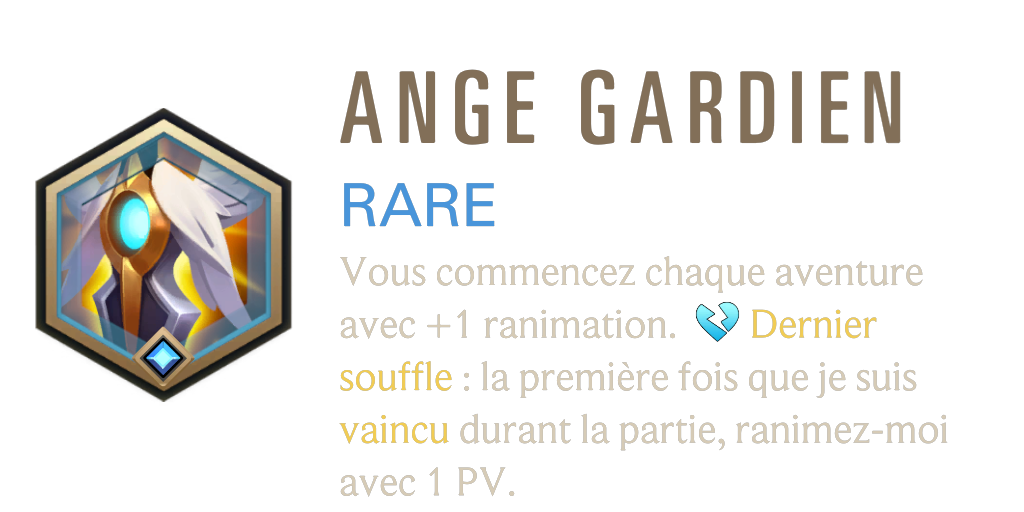 ANGE GARDIEN
RARE
Vous commencez chaque aventure
avec +1 ranimation. Dernier
souffle : la première fois que je suis
vaincu durant la partie, ranimez-moi
avec 1 PV.